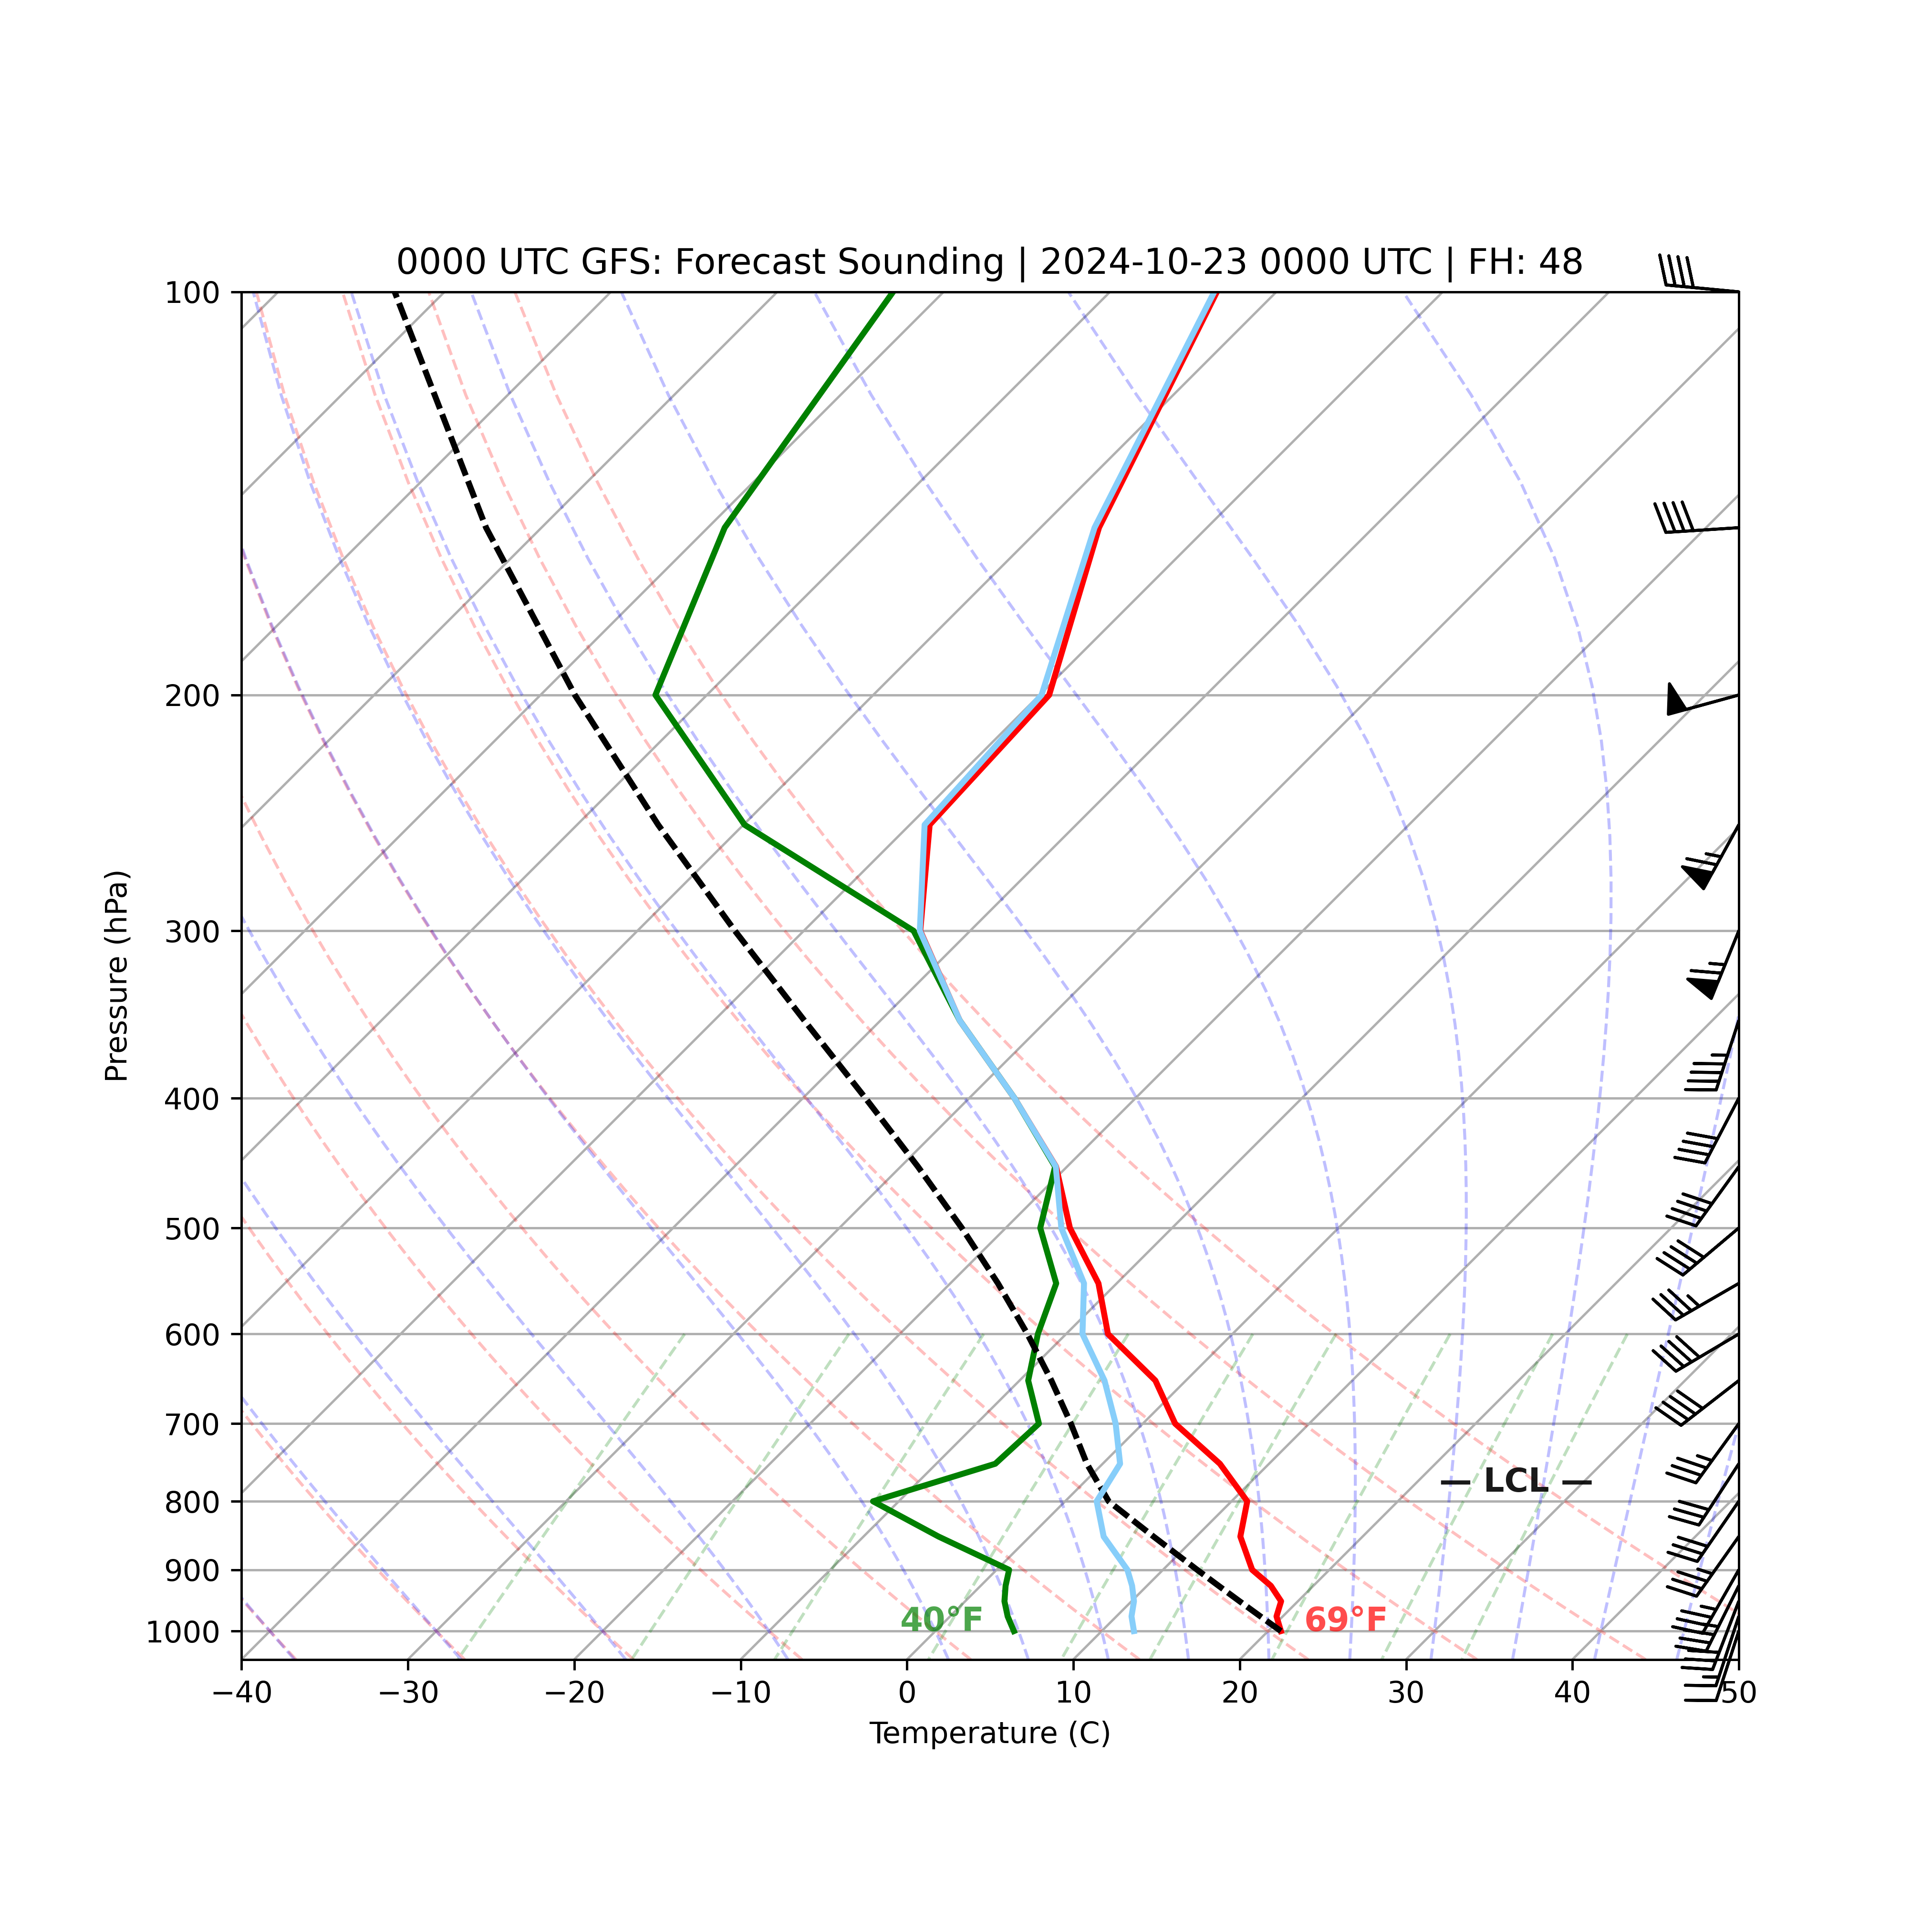 0000 UTC GFS: Forecast Sounding | 2024-10-23 0000 UTC | FH: 48
100
200
300
400
500
600
700
800
900
1000
Pressure (hPa)
— LCL —
40°F
69°F
−40 −30 −20 −10 0 10 20 30 40 50
Temperature (C)